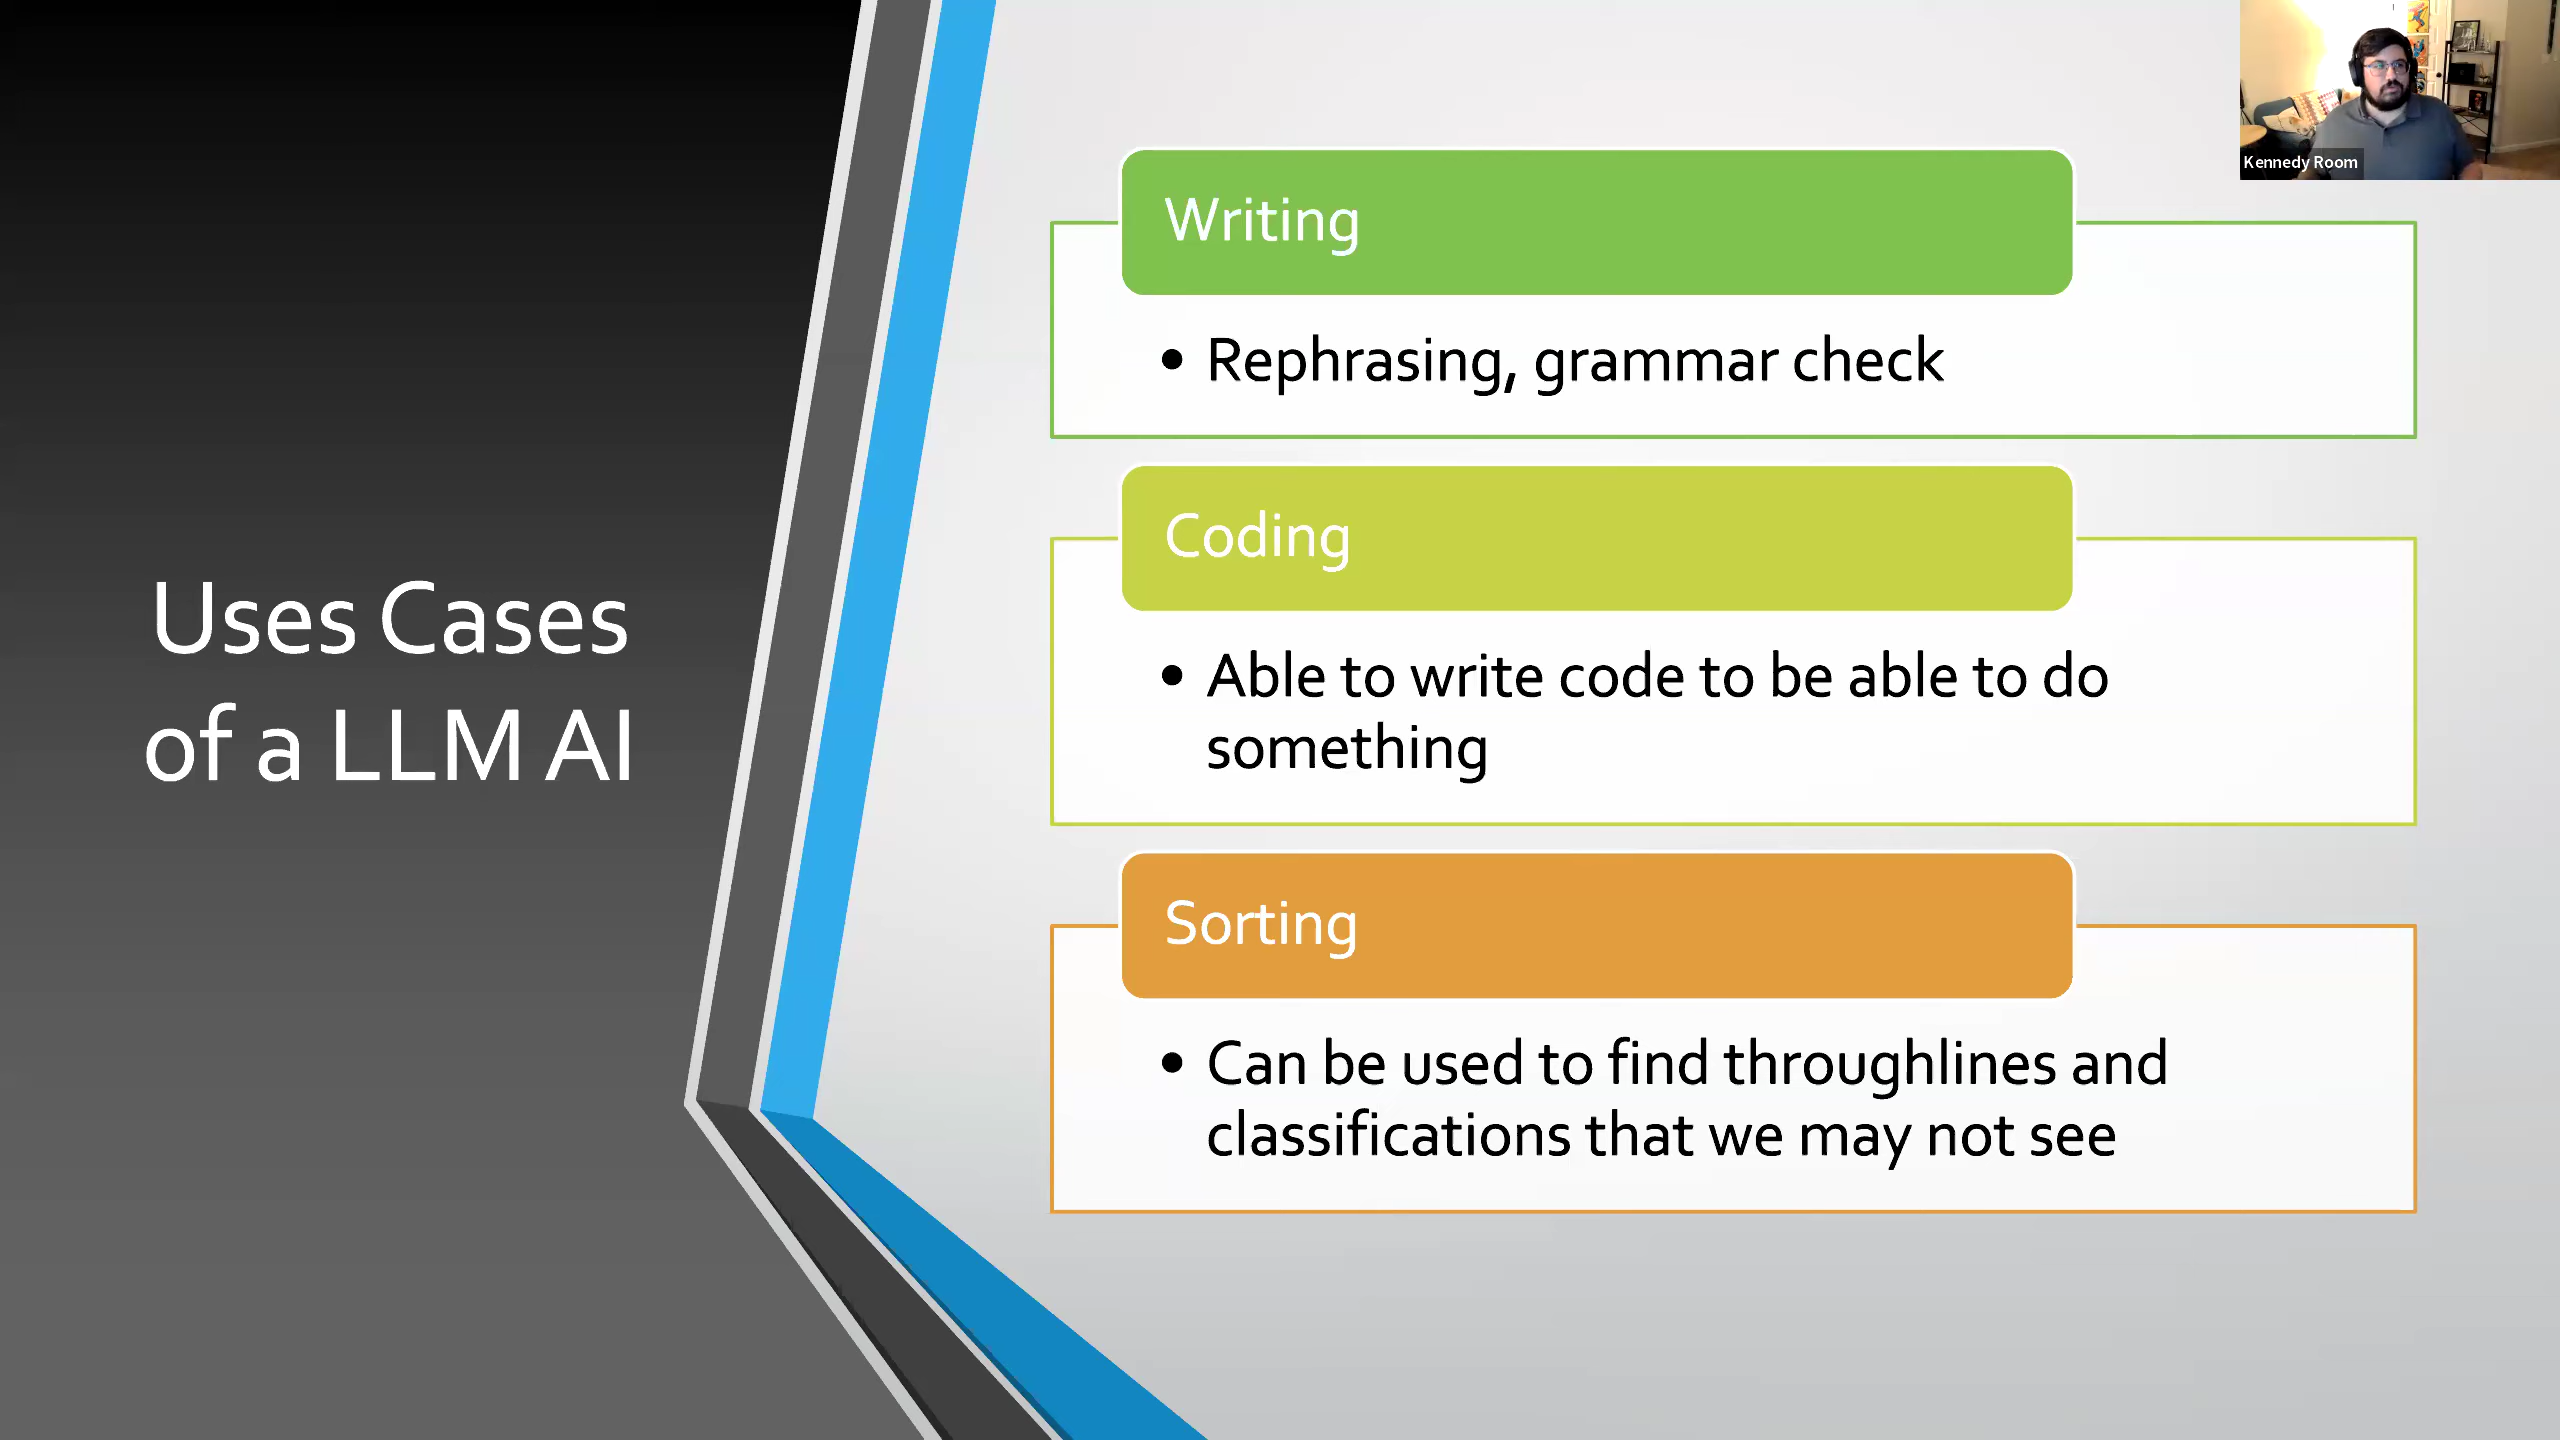 Uses Cases
of a LLM AI
Writing
• Rephrasing, grammar check
Coding
• Able to write code to be able to do
something
Sorting
• Can be used to find throughlines and
classifications that we may not see
Kennedy Room